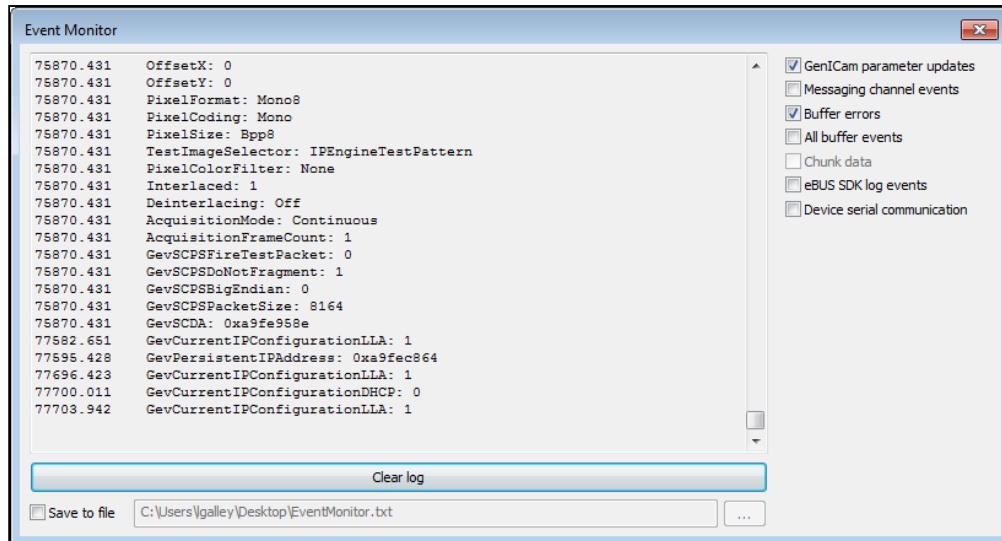 Event Monitor
75870.431 OffsetX: 0
75870.431 OffsetY: 0
75870.431 PixelFormat: Mono8
75870.431 PixelCoding: Mono
75870.431 PixelSize: Bpp8
75870.431 TestImageSelector: IPEngineTestPattern
75870.431 PixelColorFilter: None
75870.431 Interlaced: 1
75870.431 Deinterlacing: Off
75870.431 AcquisitionMode: Continuous
75870.431 AcquisitionFrameCount: 1
75870.431 GevSCPSFireTestPacket: 0
75870.431 GevSCPSDoNotFragment: 1
75870.431 GevSCPSBigEndian: 0
75870.431 GevSCPSPacketSize: 8164
75870.431 GevSCDA: 0xa9fe958e
77582.651 GevCurrentIPConfigurationLLA: 1
77595.428 GevPersistentIPAddress: 0xa9fec864
77696.423 GevCurrentIPConfigurationLLA: 1
77700.011 GevCurrentIPConfigurationDHCP: 0
77703.942 GevCurrentIPConfigurationLLA: 1
GenICam parameter updates
Messaging channel events
Buffer errors
All buffer events
Chunk data
eBUS SDK log events
Device serial communication
Clear log
Save to file C:\Users\lgalley\Desktop\EventMonitor.txt ...